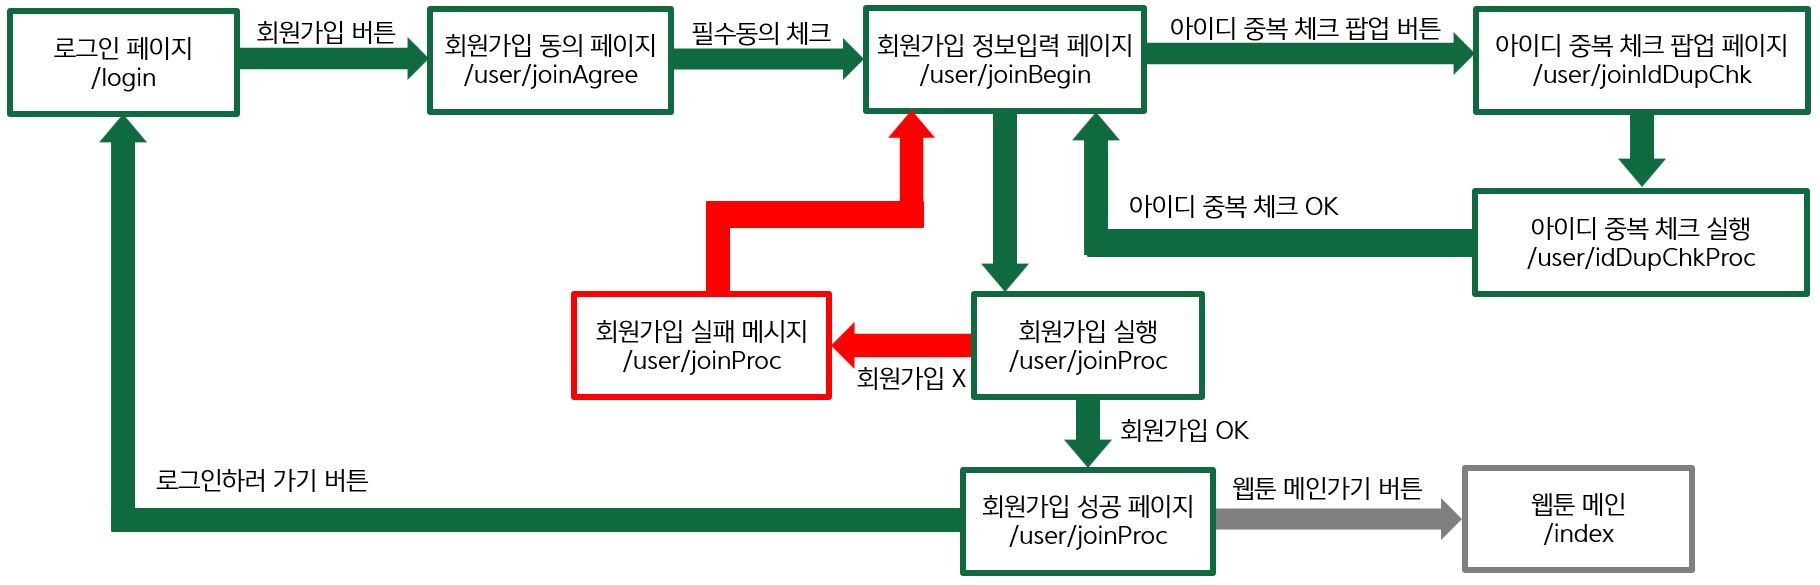 로그인 페이지
/login
회원가입 버튼
회원가입 동의 페이지
/user/joinAgree
필수동의 체크
회원가입 정보입력 페이지
/user/joinBegin
아이디 중복 체크 팝업 버튼
아이디 중복 체크 팝업 페이지
/user/joinIdDupChk
아이디 중복 체크 OK
아이디 중복 체크 실행
/user/idDupChkProc
회원가입 실패 메시지
/user/joinProc
회원가입 X
회원가입 실행
/user/joinProc
회원가입 OK
로그인하러 가기 버튼
회원가입 성공 페이지
/user/joinProc
웹툰 메인가기 버튼
웹툰 메인
/index